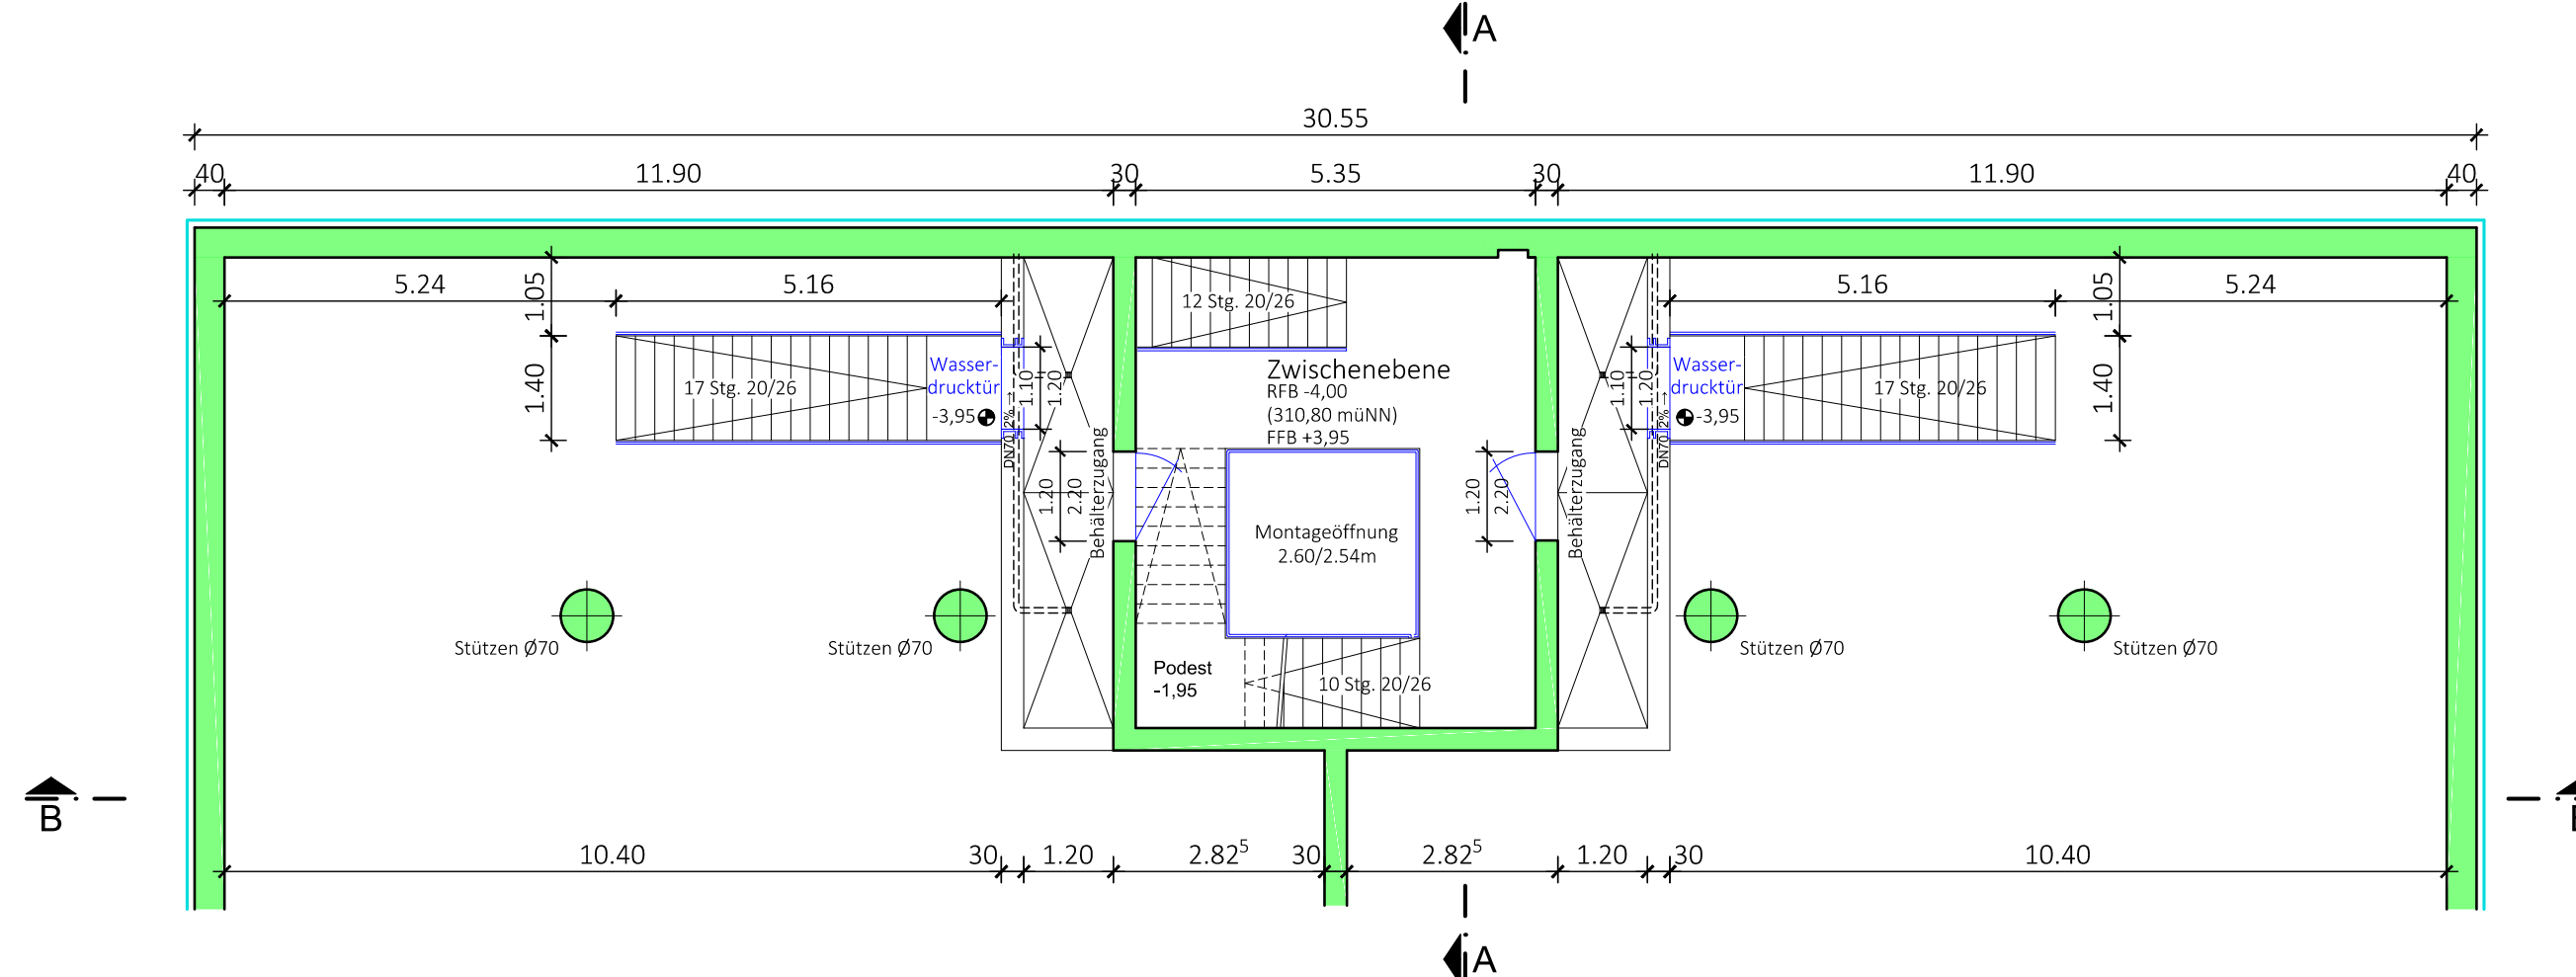 A
30.55
40 11.90 30 5.35 30 11.90 40
5.24 5.16 5.16 5.24
1.05 1.05
12 Stg. 20/26
1.40 1.40
17 Stg. 20/26 17 Stg. 20/26
Wasser-
drucktür
-3,95
Wasser-
drucktür
-3,95
1.10 1.20
1.10 1.20
DN70 2% →
DN70 2% →
Zwischenebene
RFB -4,00
(310,80 müNN)
FFB +3,95
1.20 2.20
1.20 2.20
Behälterzugang
Behälterzugang
Montageöffnung
2.60/2.54m
Stützen Ø70
Stützen Ø70
Stützen Ø70
Stützen Ø70
Podest
-1,95
10 Stg. 20/26
B
10.40 30 1.20 2.82⁵ 30 2.82⁵ 1.20 30 10.40
A